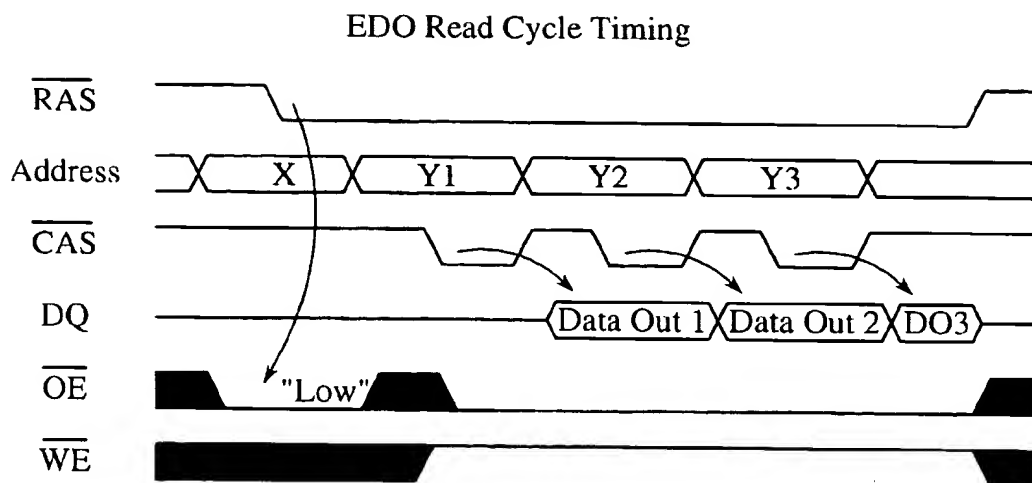 EDO Read Cycle Timing
RAS
Address X Y1 Y2 Y3
CAS
DQ Data Out 1 Data Out 2 DO3
OE "Low"
WE